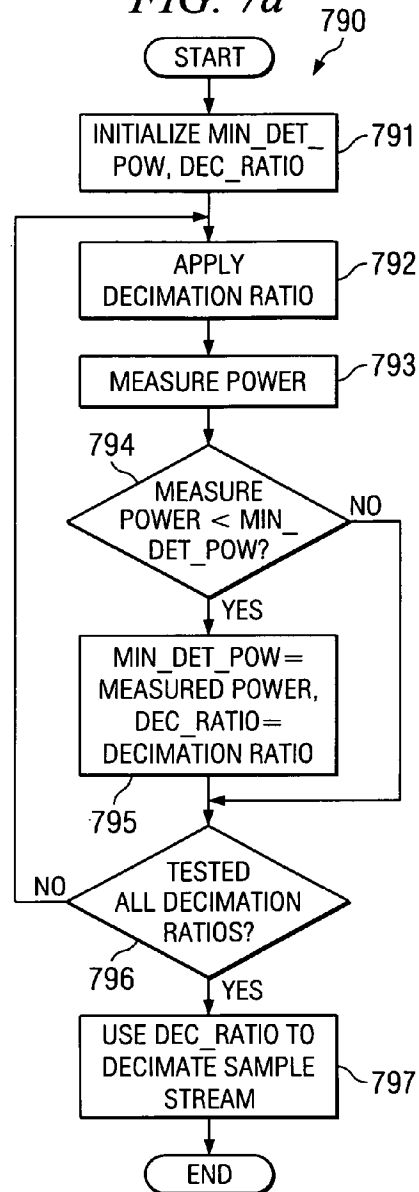 FIG. 7a
790
START
INITIALIZE MIN_DET_
POW, DEC_RATIO
791
APPLY
DECIMATION RATIO
792
MEASURE POWER
793
794
MEASURE
POWER < MIN_
DET_POW?
NO
YES
MIN_DET_POW=
MEASURED POWER,
DEC_RATIO=
DECIMATION RATIO
795
TESTED
ALL DECIMATION
RATIOS?
NO
796
YES
USE DEC_RATIO TO
DECIMATE SAMPLE
STREAM
797
END